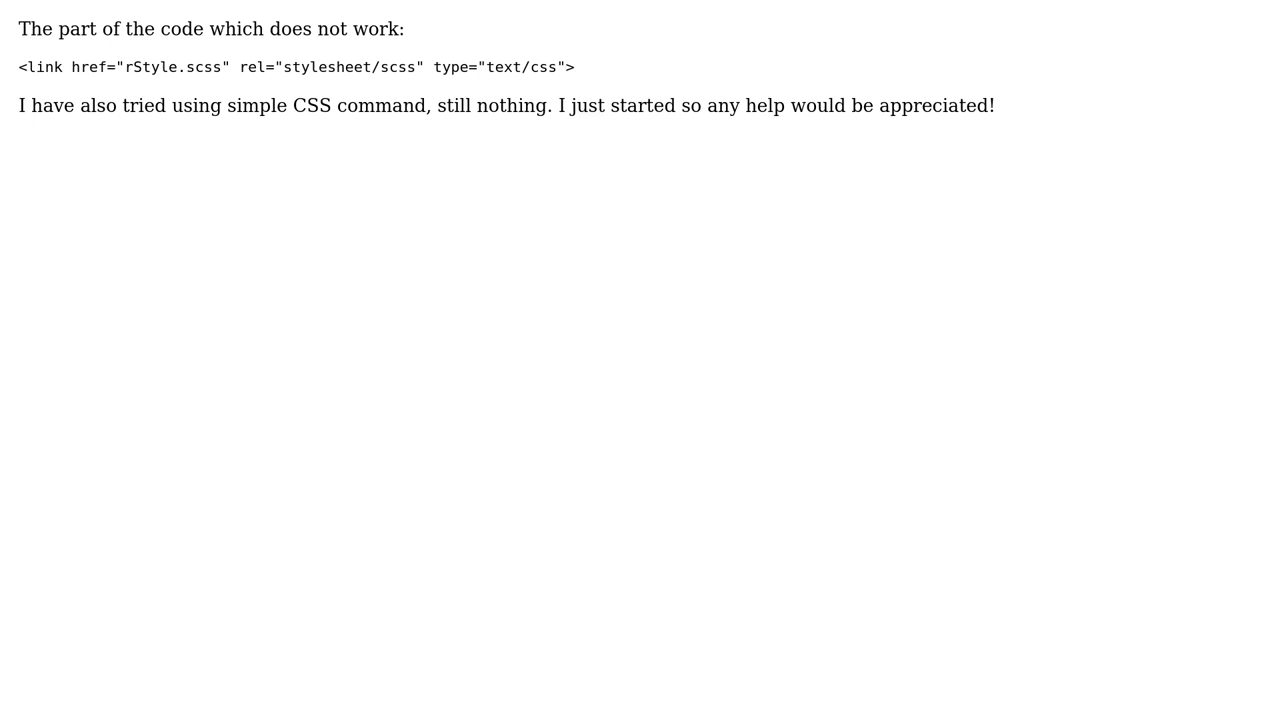 The part of the code which does not work:
<link href="rStyle.scss" rel="stylesheet/scss" type="text/css">
I have also tried using simple CSS command, still nothing. I just started so any help would be appreciated!